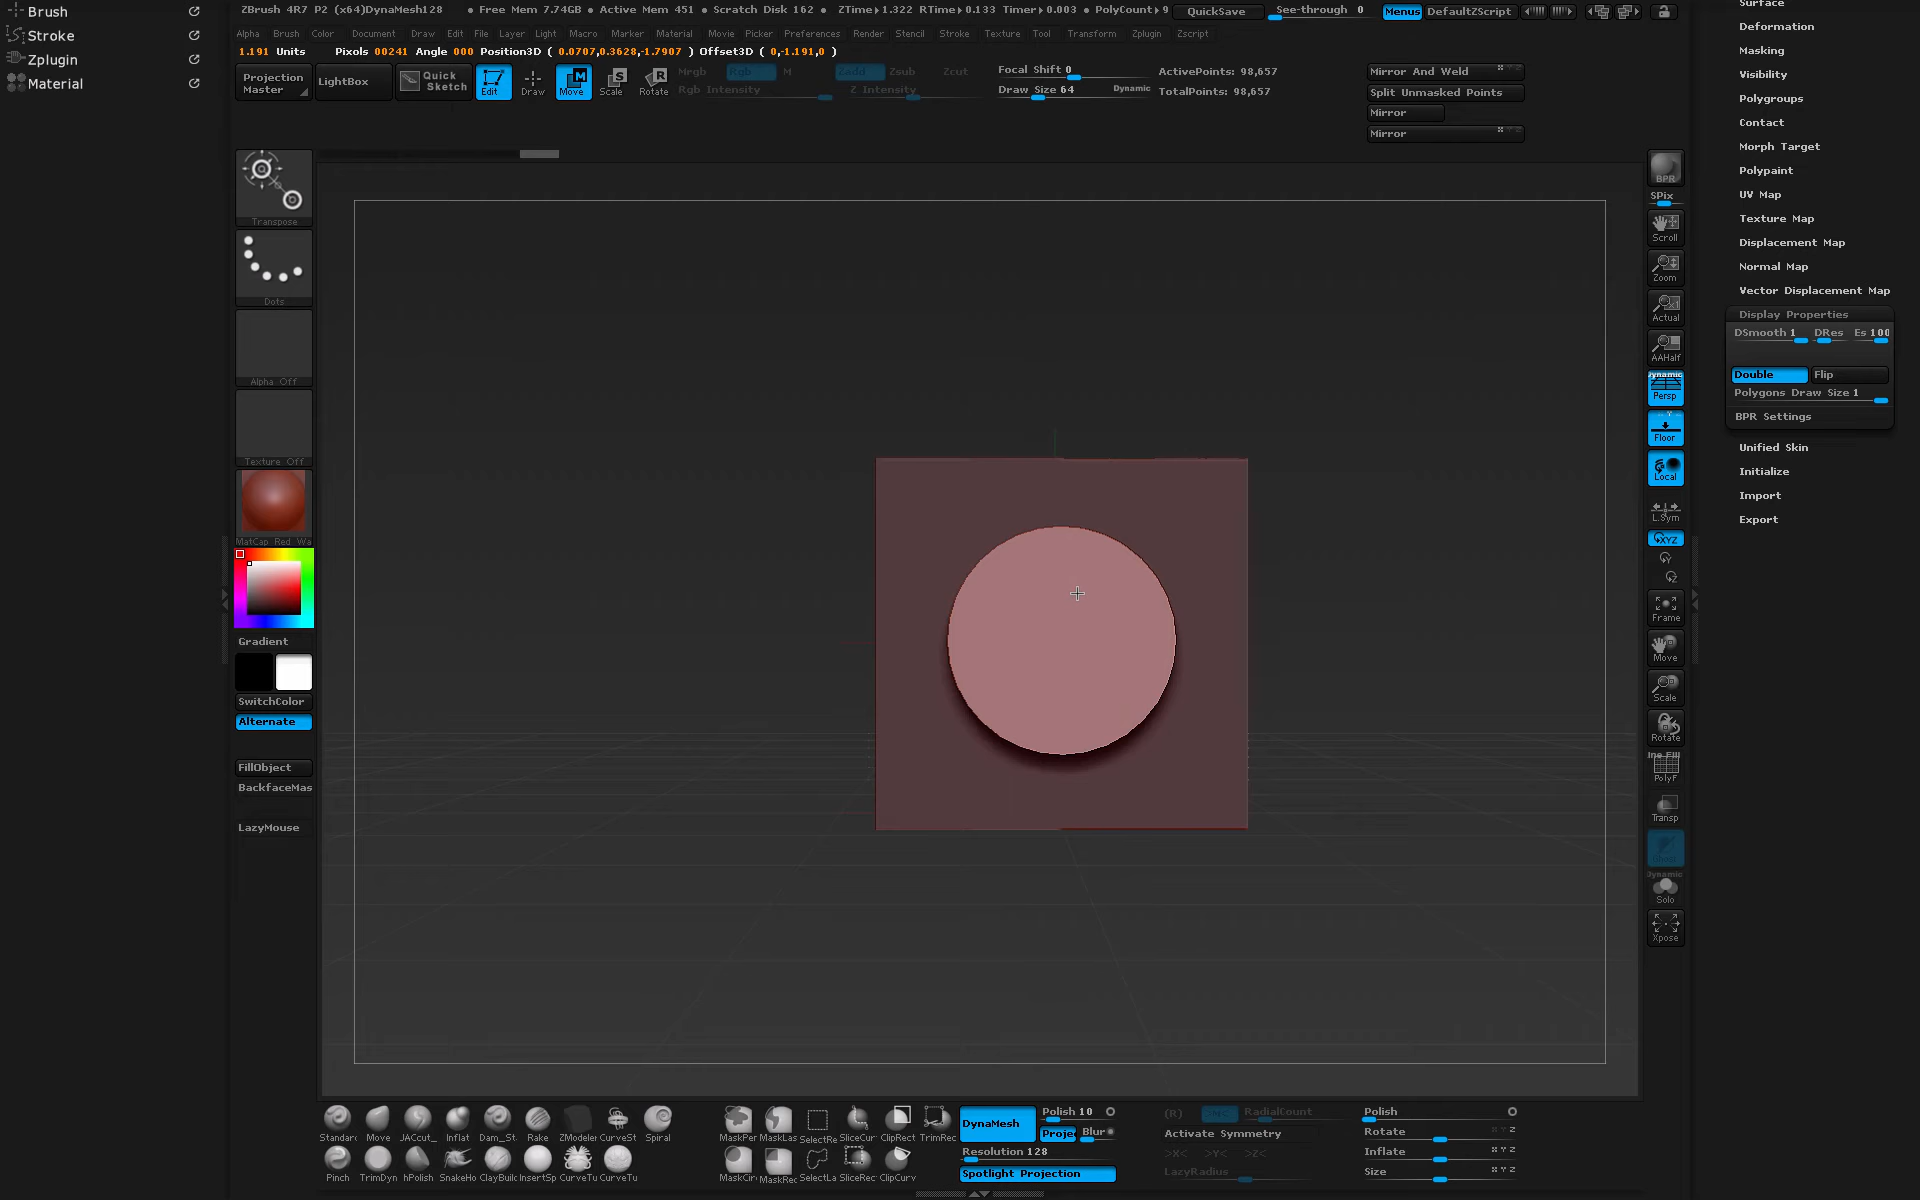 Brush
Stroke
Zplugin
Material
ZBrush 4R7 P2 (x64)DynaMesh128 • Free Mem 7.74GB • Active Mem 451 • Scratch Disk 162 • ZTime▸1.322 RTime▸0.133 Timer▸0.003 • PolyCount▸9
QuickSave
See-through 0
Menus
DefaultZScript
Alpha Brush Color Document Draw Edit File Layer Light Macro Marker Material Movie Picker Preferences Render Stencil Stroke Texture Tool Transform Zplugin Zscript
1.191 Units Pixols 00241 Angle 000 Position3D ( 0.0707,0.3628,-1.7907 ) Offset3D ( 0,-1.191,0 )
Projection Master
LightBox
Quick Sketch
Edit
Draw
Move
Scale
Rotate
Mrgb Rgb M
Rgb Intensity
Zadd Zsub Zcut
Z Intensity
Focal Shift 0
Draw Size 64 Dynamic
ActivePoints: 98,657
TotalPoints: 98,657
Mirror And Weld
Split Unmasked Points
Mirror
Mirror
Transpose
Dots
Alpha Off
Texture Off
MatCap Red Wa
Gradient
SwitchColor
Alternate
FillObject
BackfaceMas
LazyMouse
BPR
SPix
Scroll
Zoom
Actual
AAHalf
Dynamic
Persp
Floor
Local
L.Sym
XYZ
Y
Z
Frame
Move
Scale
Rotate
PolyF
Transp
Dynamic
Solo
Xpose
Surface
Deformation
Masking
Visibility
Polygroups
Contact
Morph Target
Polypaint
UV Map
Texture Map
Displacement Map
Normal Map
Vector Displacement Map
Display Properties
DSmooth 1 DRes Es 100
Double Flip
Polygons Draw Size 1
BPR Settings
Unified Skin
Initialize
Import
Export
Standar Move JACcut_ Inflat Dam_St. Rake ZModeler CurveSt Spiral
Pinch TrimDyn hPolish SnakeHo ClayBuilc InsertSp CurveTu CurveTu
MaskPer MaskLas SelectRe SliceCur ClipRect TrimRec
MaskCir MaskRec SelectLa SliceRec ClipCurv
DynaMesh
Polish 10
Projec
Blur
Resolution 128
Spotlight Projection
(R)
RadialCount
Activate Symmetry
>X< >Y< >Z<
LazyRadius
Polish
Rotate
Inflate
Size